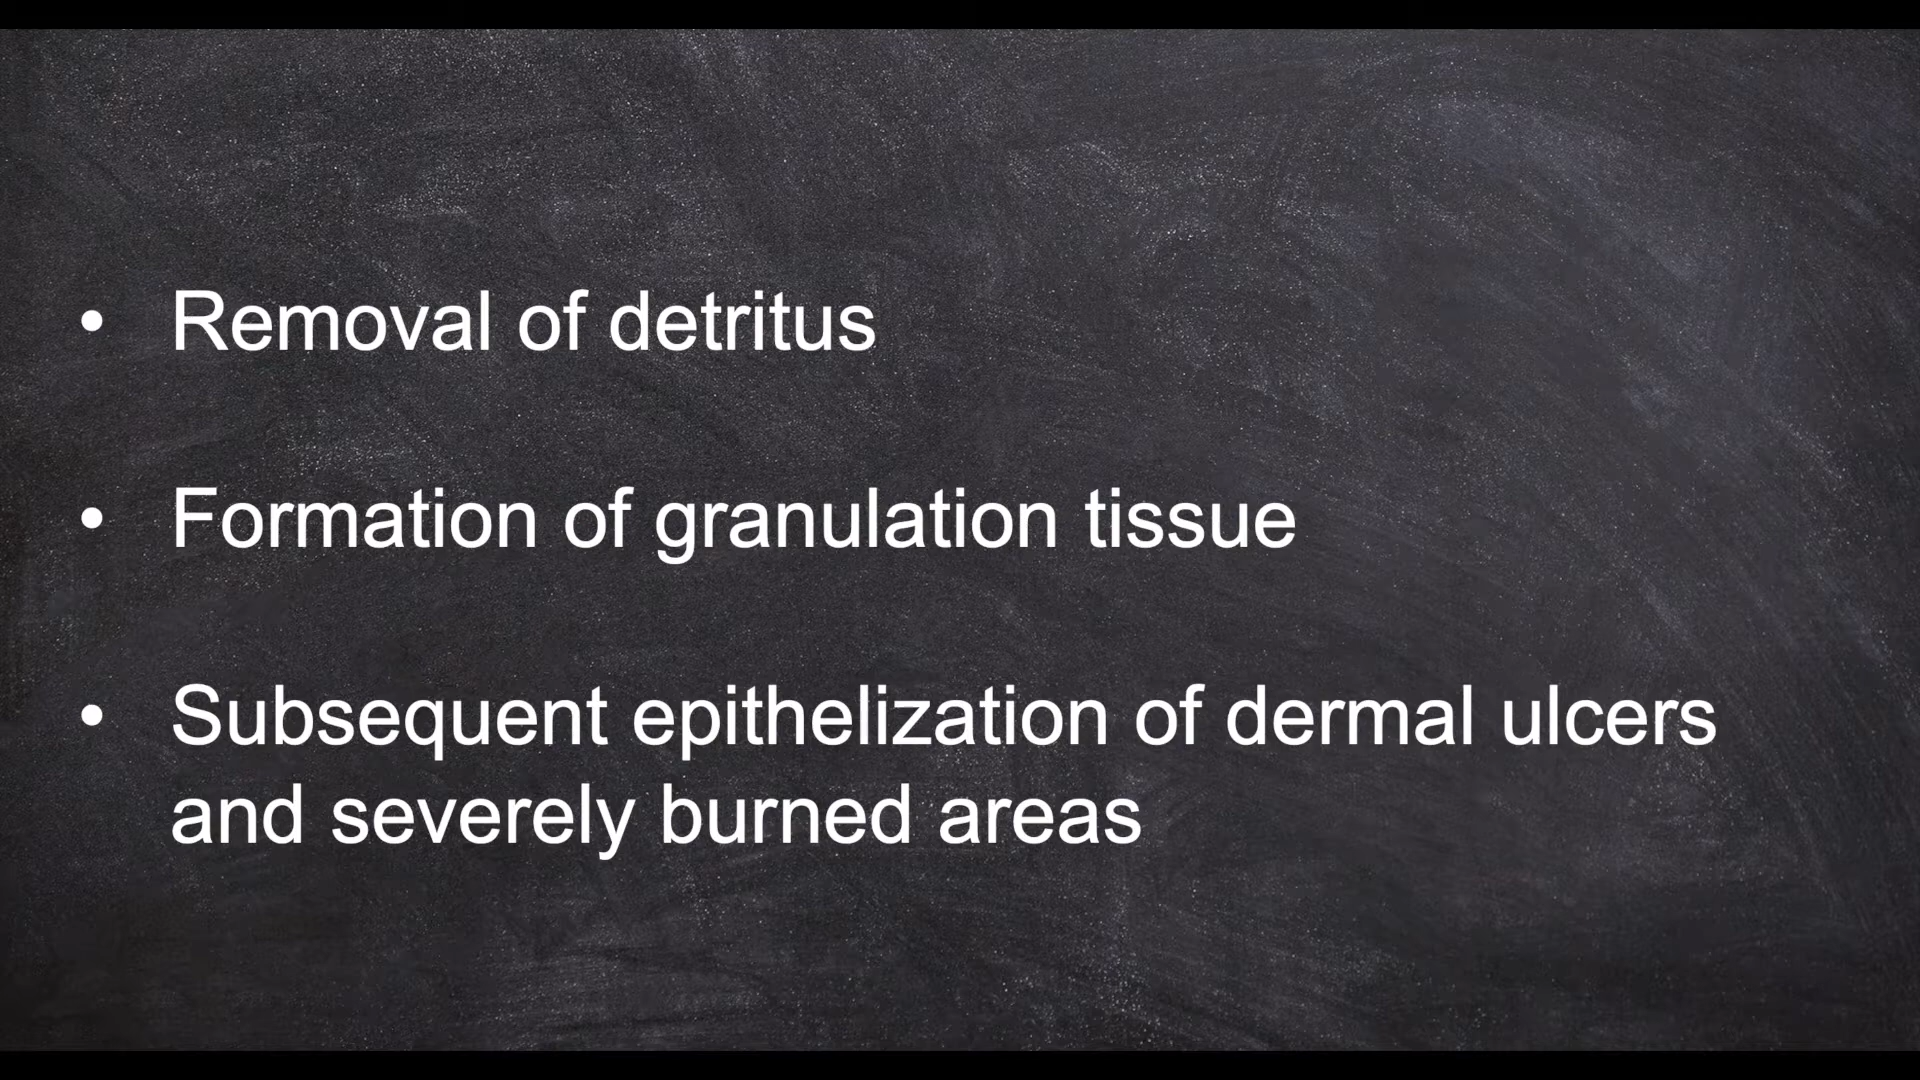 • Removal of detritus
• Formation of granulation tissue
• Subsequent epithelization of dermal ulcers
and severely burned areas